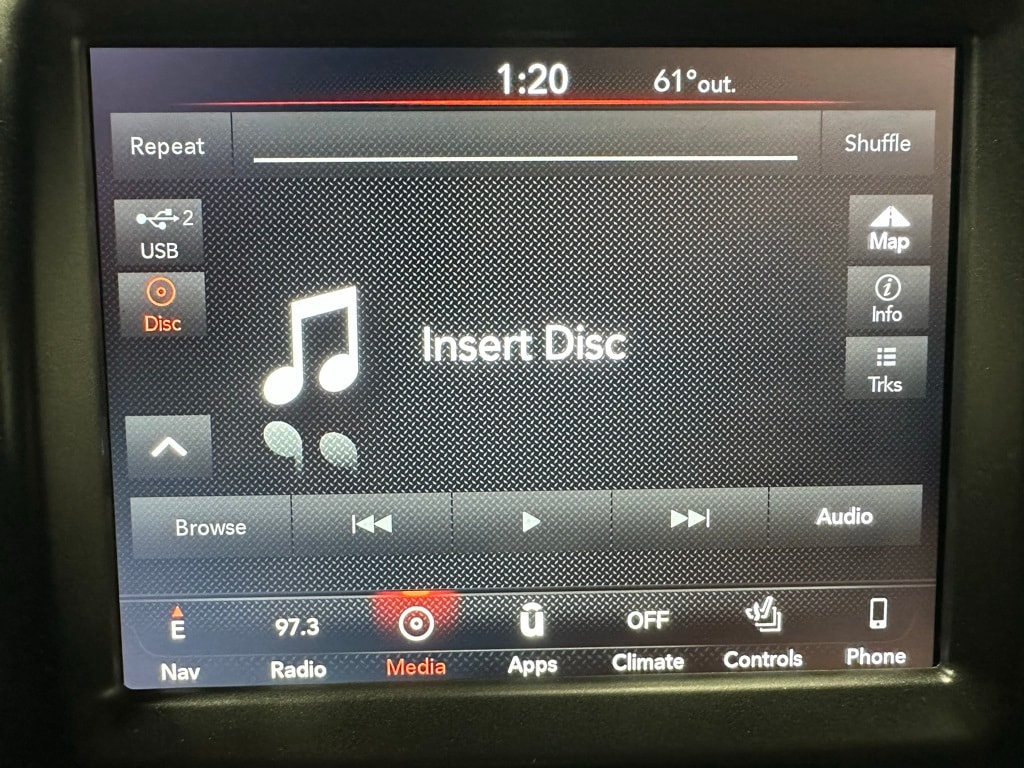 1:20 61°out.
Repeat Shuffle
2
USB
Map
Disc
Info
Insert Disc
Trks
Browse Audio
E 97.3 OFF
Nav Radio Media Apps Climate Controls Phone